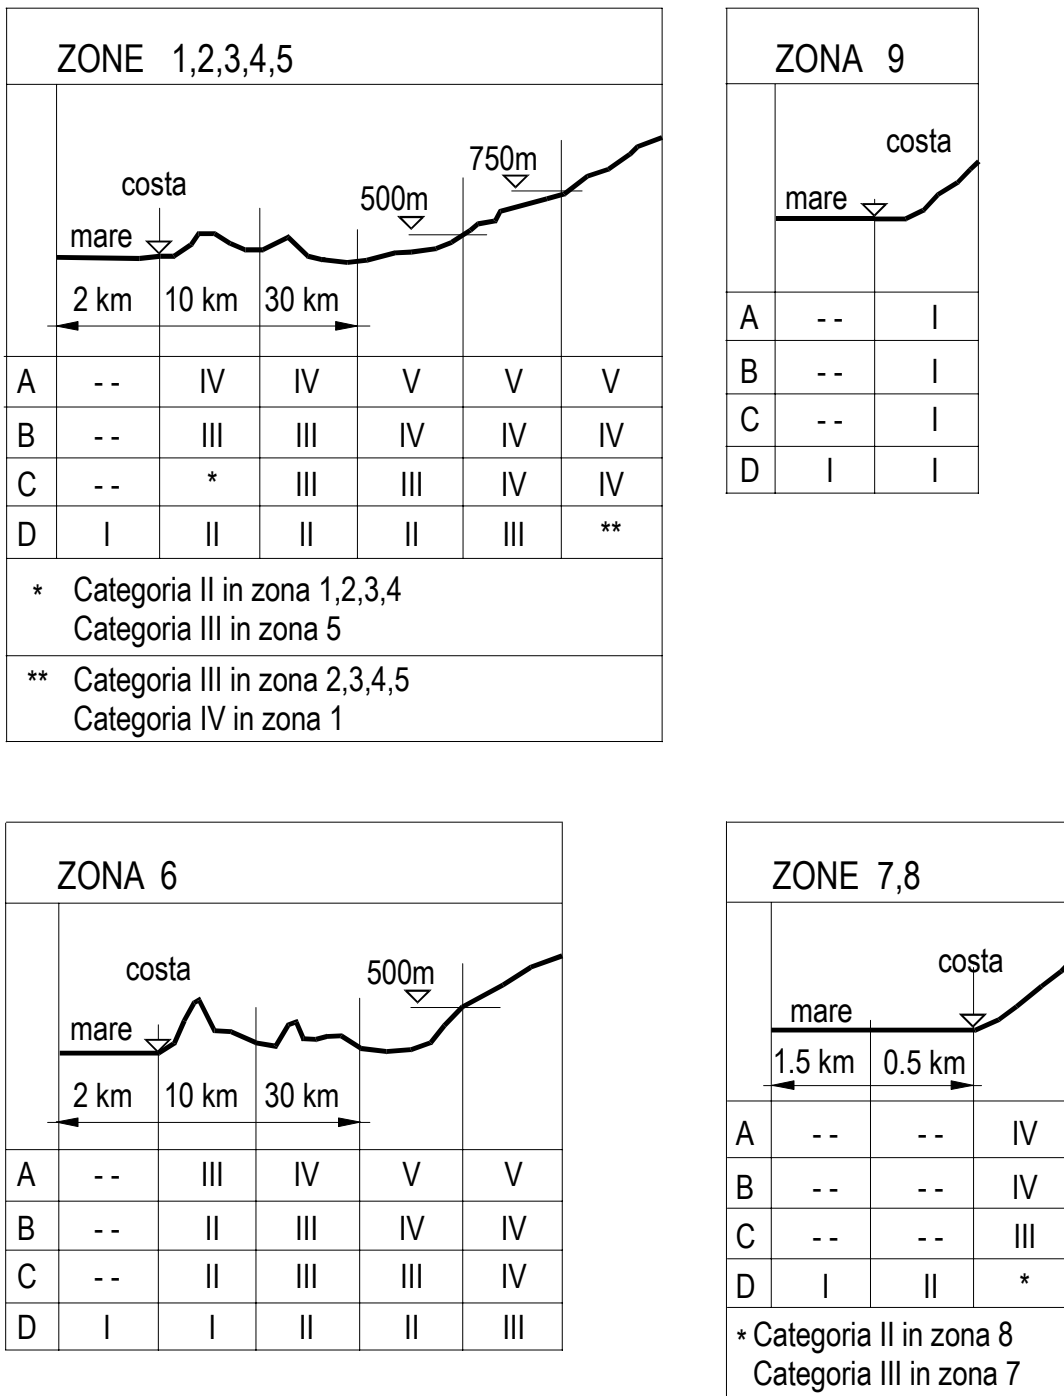 ZONE 1,2,3,4,5
costa
mare
500m
750m
2 km 10 km 30 km
A -- IV IV V V V
B -- III III IV IV IV
C -- * III III IV IV
D I II II II III **
* Categoria II in zona 1,2,3,4
Categoria III in zona 5
** Categoria III in zona 2,3,4,5
Categoria IV in zona 1
ZONA 9
costa
mare
A -- I
B -- I
C -- I
D I I
ZONA 6
costa
mare
500m
2 km 10 km 30 km
A -- III IV V V
B -- II III IV IV
C -- II III III IV
D I I II II III
ZONE 7,8
costa
mare
1.5 km 0.5 km
A -- -- IV
B -- -- IV
C -- -- III
D I II *
* Categoria II in zona 8
Categoria III in zona 7